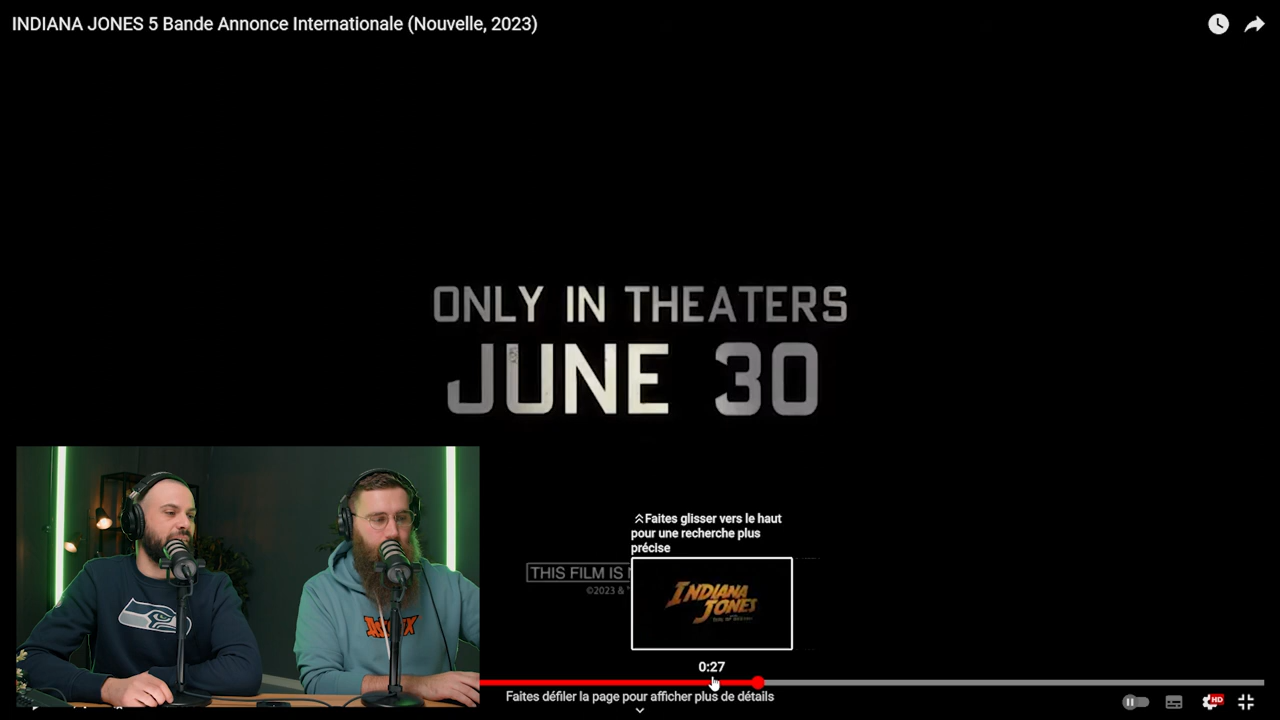 INDIANA JONES 5 Bande Annonce Internationale (Nouvelle, 2023)
ONLY IN THEATERS
JUNE 30
Faites glisser vers le haut
pour une recherche plus
précise
THIS FILM IS
©2023 &
INDIANA
JONES
0:27
Faites défiler la page pour afficher plus de détails
HD